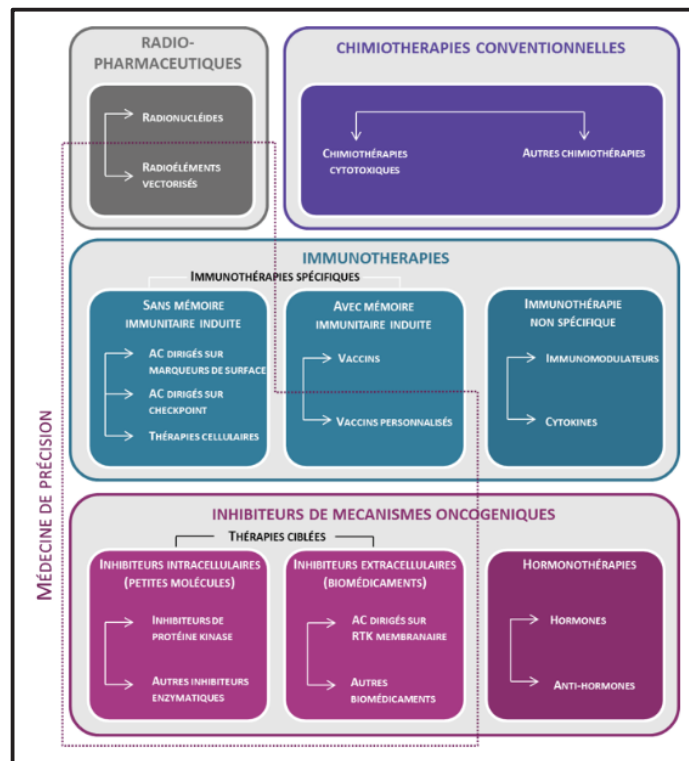 RADIO-
PHARMACEUTIQUES
RADIONUCLÉIDES
RADIOÉLÉMENTS
VECTORISÉS
CHIMIOTHERAPIES CONVENTIONNELLES
CHIMIOTHÉRAPIES
CYTOTOXIQUES
AUTRES CHIMIOTHÉRAPIES
IMMUNOTHERAPIES
IMMUNOTHÉRAPIES SPÉCIFIQUES
SANS MÉMOIRE
IMMUNITAIRE INDUITE
AC DIRIGÉS SUR
MARQUEURS DE SURFACE
AC DIRIGÉS SUR
CHECKPOINT
THÉRAPIES CELLULAIRES
AVEC MÉMOIRE
IMMUNITAIRE INDUITE
VACCINS
VACCINS PERSONNALISÉS
IMMUNOTHÉRAPIE
NON SPÉCIFIQUE
IMMUNOMODULATEURS
CYTOKINES
MÉDECINE DE PRÉCISION
INHIBITEURS DE MECANISMES ONCOGENIQUES
THÉRAPIES CIBLÉES
INHIBITEURS INTRACELLULAIRES
(PETITES MOLÉCULES)
INHIBITEURS DE
PROTÉINE KINASE
AUTRES INHIBITEURS
ENZYMATIQUES
INHIBITEURS EXTRACELLULAIRES
(BIOMÉDICAMENTS)
AC DIRIGÉS SUR
RTK MEMBRANAIRE
AUTRES
BIOMÉDICAMENTS
HORMONOTHÉRAPIES
HORMONES
ANTI-HORMONES